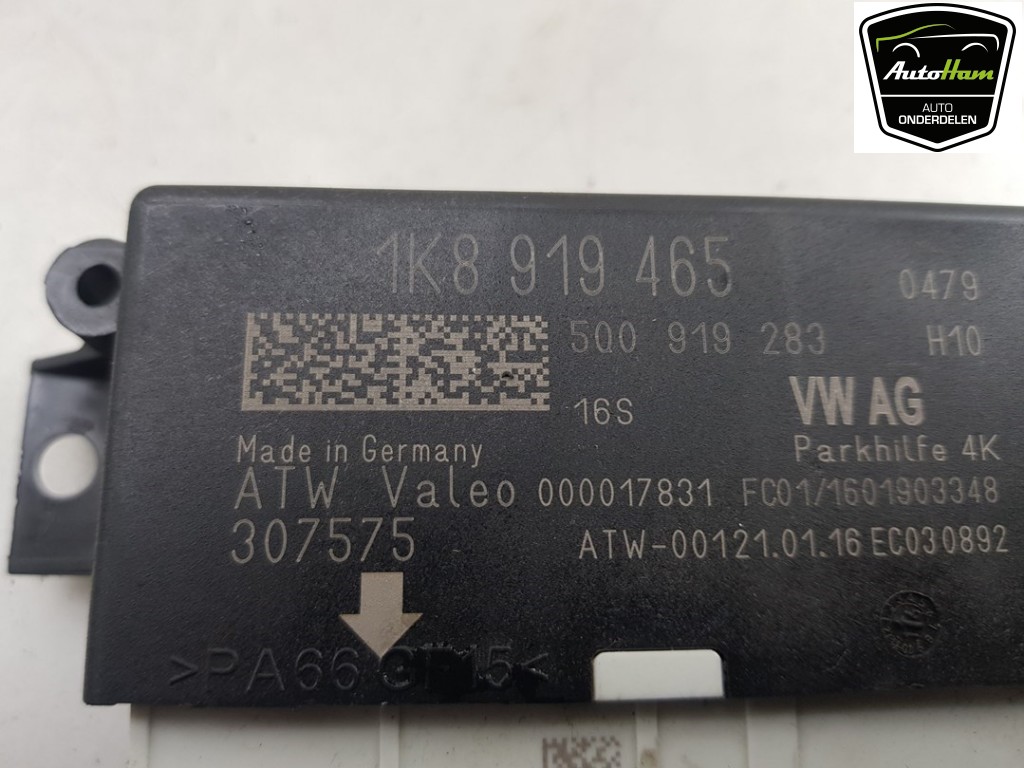 AutoHam
AUTO
ONDERDELEN
1K8 919 465
0479
5Q0 919 283
H10
16S
VW AG
Parkhilfe 4K
Made in Germany
ATW Valeo 000017831 FC01/1601903348
307575
ATW-00121.01.16 EC030892
>PA66